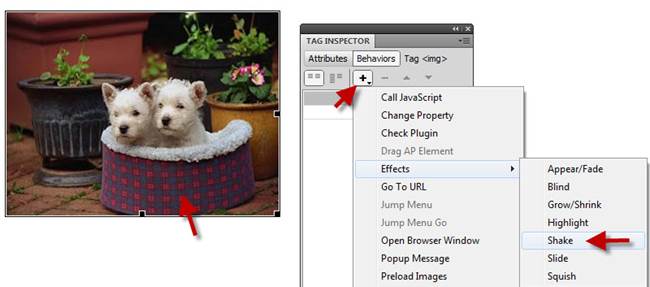 TAG INSPECTOR
Attributes Behaviors Tag <img>
Call JavaScript
Change Property
Check Plugin
Drag AP Element
Effects
Go To URL
Jump Menu
Jump Menu Go
Open Browser Window
Popup Message
Preload Images
Appear/Fade
Blind
Grow/Shrink
Highlight
Shake
Slide
Squish